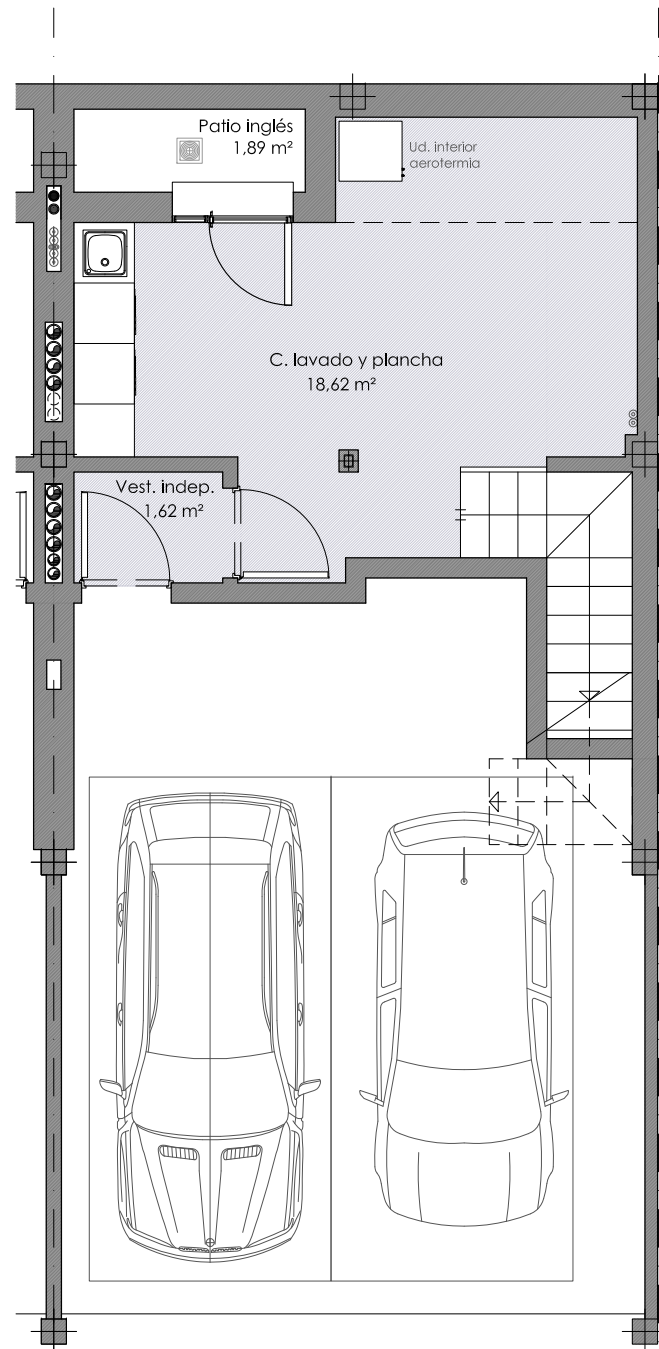 Patio inglés
1,89 m²
Ud. interior
aerotermia
C. lavado y plancha
18,62 m²
Vest. indep.
1,62 m²